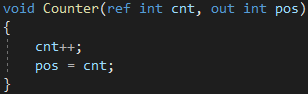 void Counter(ref int cnt, out int pos)
{
    cnt++;
    pos = cnt;
}